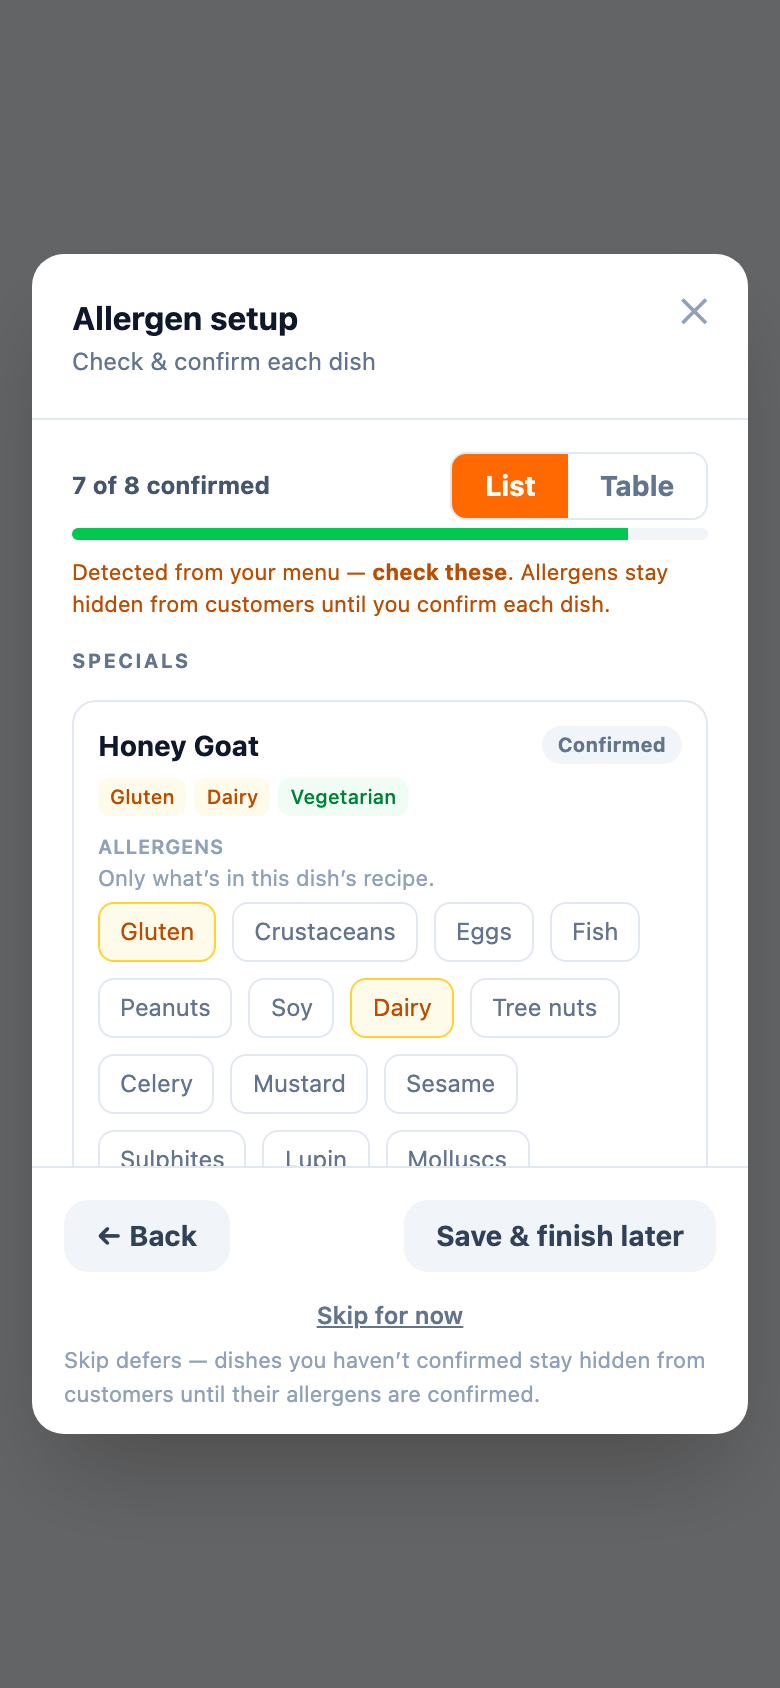 Allergen setup
Check & confirm each dish
7 of 8 confirmed
List
Table
Detected from your menu — check these. Allergens stay
hidden from customers until you confirm each dish.
SPECIALS
Honey Goat
Confirmed
Gluten
Dairy
Vegetarian
ALLERGENS
Only what’s in this dish’s recipe.
Gluten
Crustaceans
Eggs
Fish
Peanuts
Soy
Dairy
Tree nuts
Celery
Mustard
Sesame
Sulphites
Lupin
Molluscs
← Back
Save & finish later
Skip for now
Skip defers — dishes you haven’t confirmed stay hidden from
customers until their allergens are confirmed.